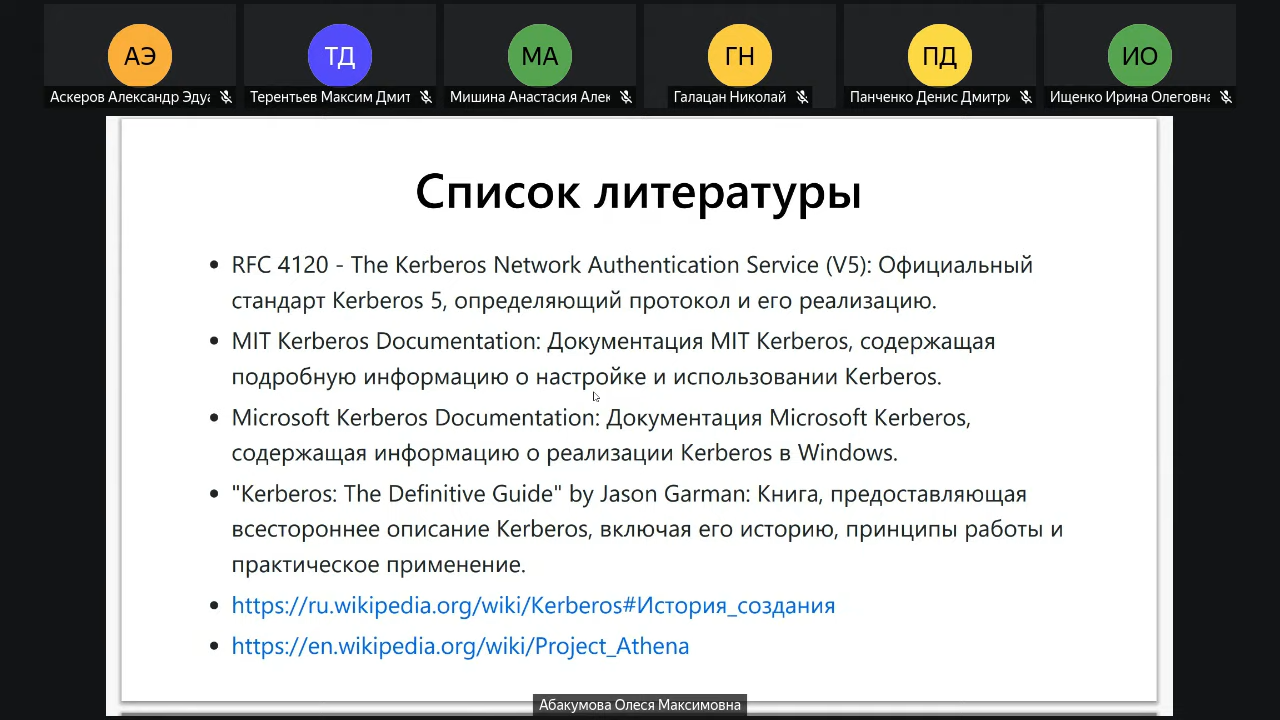 АЭ
ТД
МА
ГН
ПД
ИО
Аскеров Александр Эдуа
Терентьев Максим Дмит
Мишина Анастасия Алек
Галацан Николай
Панченко Денис Дмитри
Ищенко Ирина Олеговна
Список литературы
• RFC 4120 - The Kerberos Network Authentication Service (V5): Официальный
стандарт Kerberos 5, определяющий протокол и его реализацию.
• MIT Kerberos Documentation: Документация MIT Kerberos, содержащая
подробную информацию о настройке и использовании Kerberos.
• Microsoft Kerberos Documentation: Документация Microsoft Kerberos,
содержащая информацию о реализации Kerberos в Windows.
• "Kerberos: The Definitive Guide" by Jason Garman: Книга, предоставляющая
всестороннее описание Kerberos, включая его историю, принципы работы и
практическое применение.
• https://ru.wikipedia.org/wiki/Kerberos#История_создания
• https://en.wikipedia.org/wiki/Project_Athena
Абакумова Олеся Максимовна